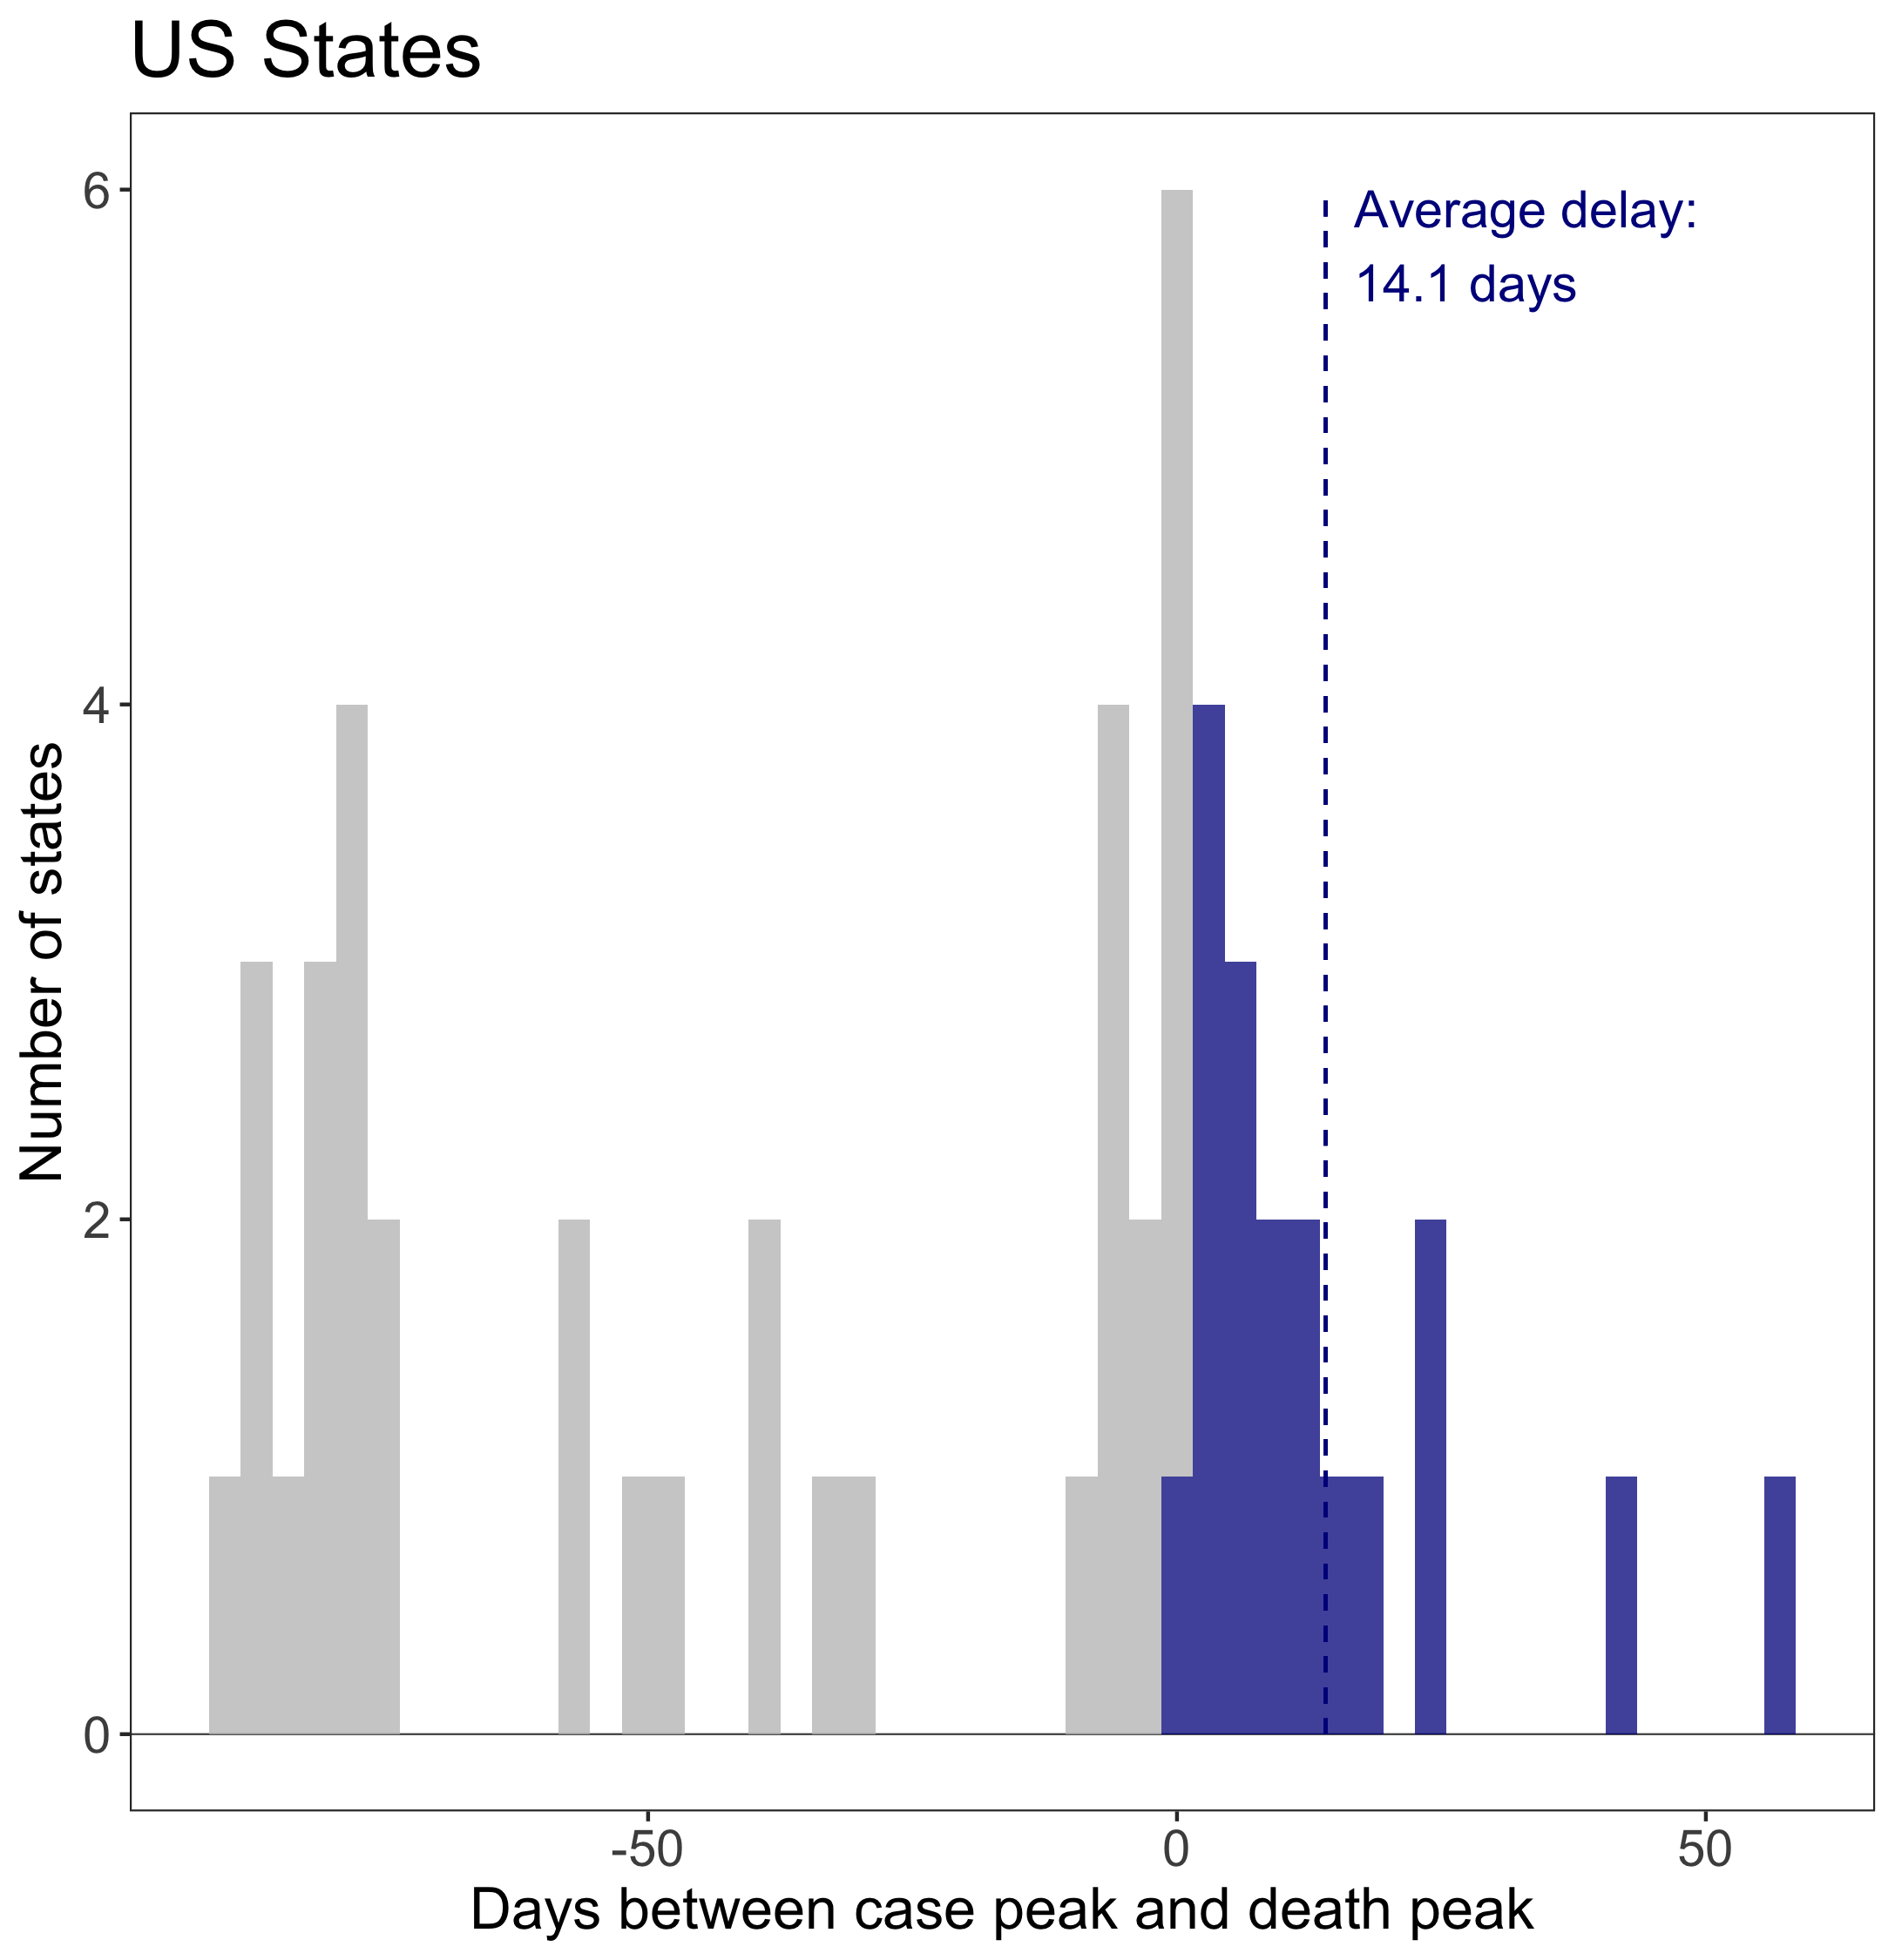 US States
Average delay:
14.1 days
6
4
2
0
Number of states
-50
0
50
Days between case peak and death peak